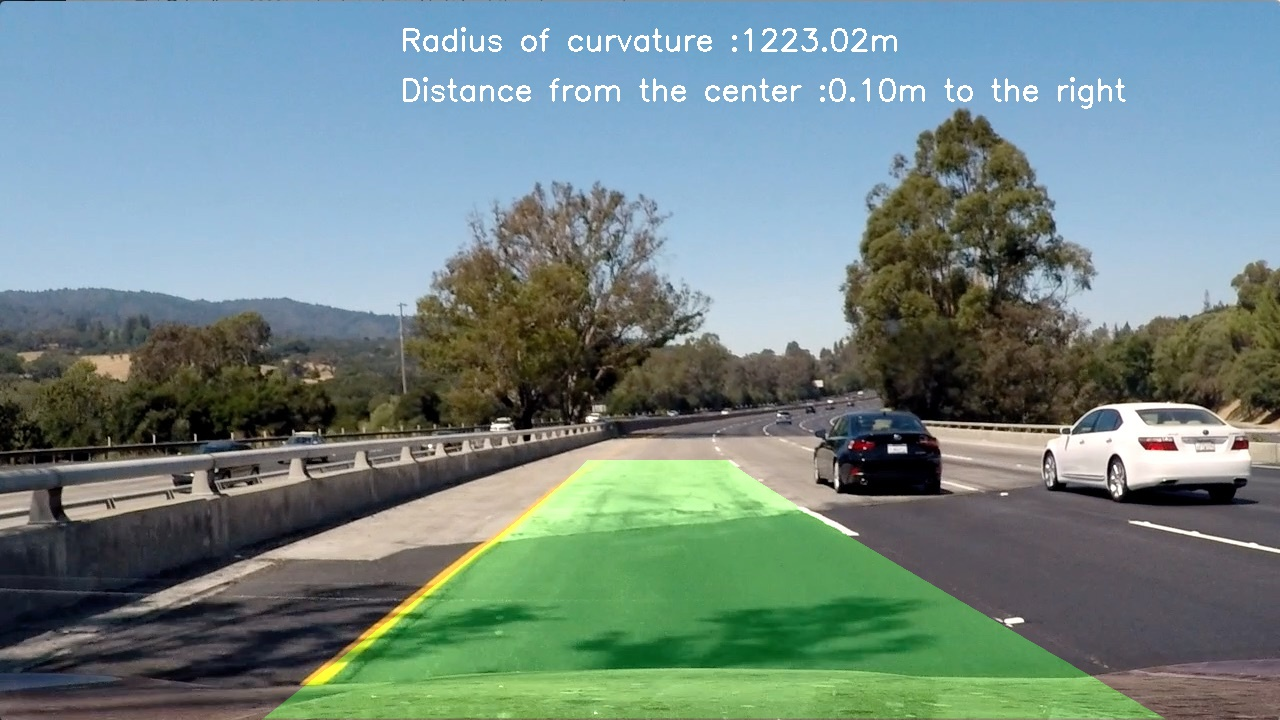 Radius of curvature :1223.02m
Distance from the center :0.10m to the right